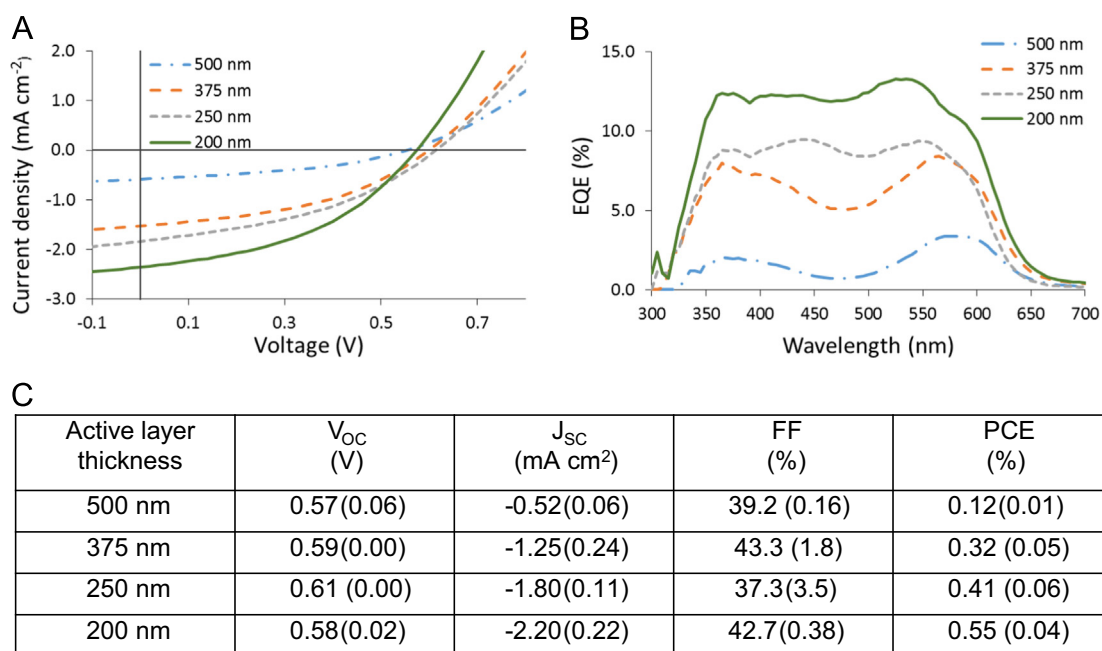 A
2.0
1.0
0.0
-1.0
-2.0
-3.0
Current density (mA cm-2)
-0.1
0.1
0.3
0.5
0.7
Voltage (V)
500 nm
375 nm
250 nm
200 nm
B
15.0
10.0
5.0
0.0
EQE (%)
300
350
400
450
500
550
600
650
700
Wavelength (nm)
500 nm
375 nm
250 nm
200 nm
C
Active layer thickness VOC (V) JSC (mA cm2) FF (%) PCE (%)
500 nm 0.57(0.06) -0.52(0.06) 39.2 (0.16) 0.12(0.01)
375 nm 0.59(0.00) -1.25(0.24) 43.3 (1.8) 0.32 (0.05)
250 nm 0.61 (0.00) -1.80(0.11) 37.3(3.5) 0.41 (0.06)
200 nm 0.58(0.02) -2.20(0.22) 42.7(0.38) 0.55 (0.04)